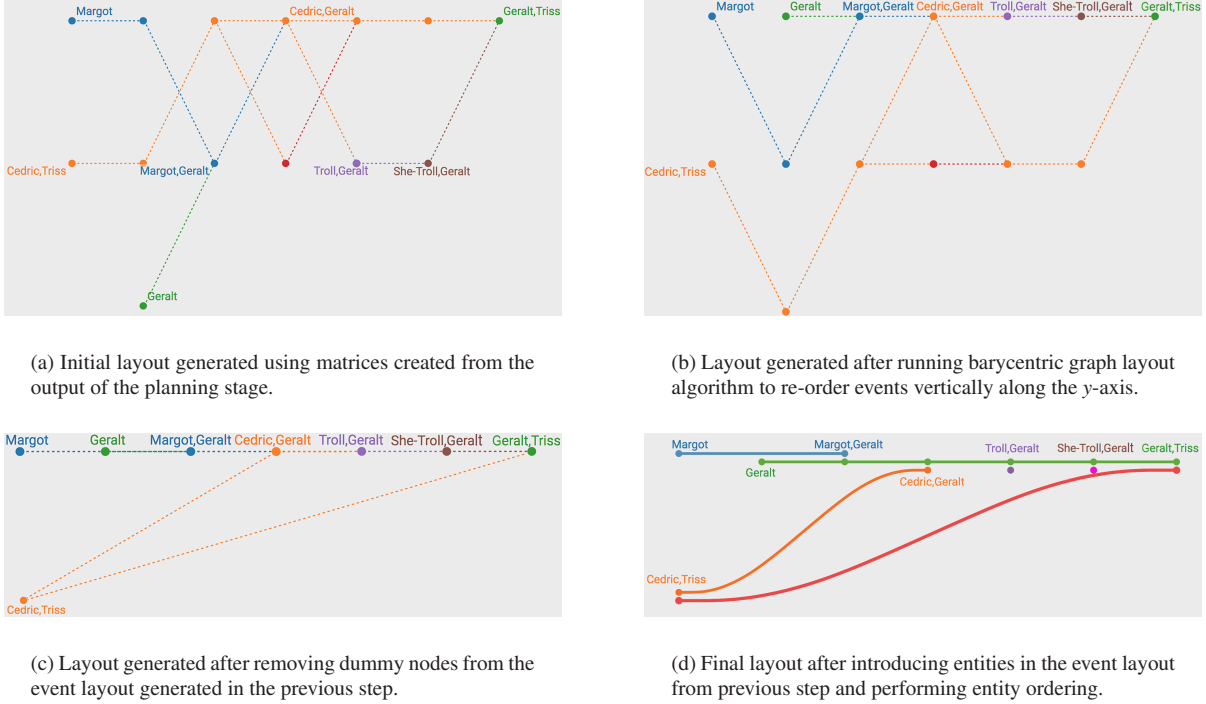 Margot
Cedric,Geralt
Geralt,Triss
Cedric,Triss
Margot,Geralt
Troll,Geralt
She-Troll,Geralt
Geralt
(a) Initial layout generated using matrices created from the
output of the planning stage.
Margot
Geralt
Margot,Geralt
Cedric,Geralt
Troll,Geralt
She-Troll,Geralt
Geralt,Triss
Cedric,Triss
(b) Layout generated after running barycentric graph layout
algorithm to re-order events vertically along the y-axis.
Margot
Geralt
Margot,Geralt
Cedric,Geralt
Troll,Geralt
She-Troll,Geralt
Geralt,Triss
Cedric,Triss
(c) Layout generated after removing dummy nodes from the
event layout generated in the previous step.
Margot
Margot,Geralt
Troll,Geralt
She-Troll,Geralt
Geralt,Triss
Geralt
Cedric,Geralt
Cedric,Triss
(d) Final layout after introducing entities in the event layout
from previous step and performing entity ordering.